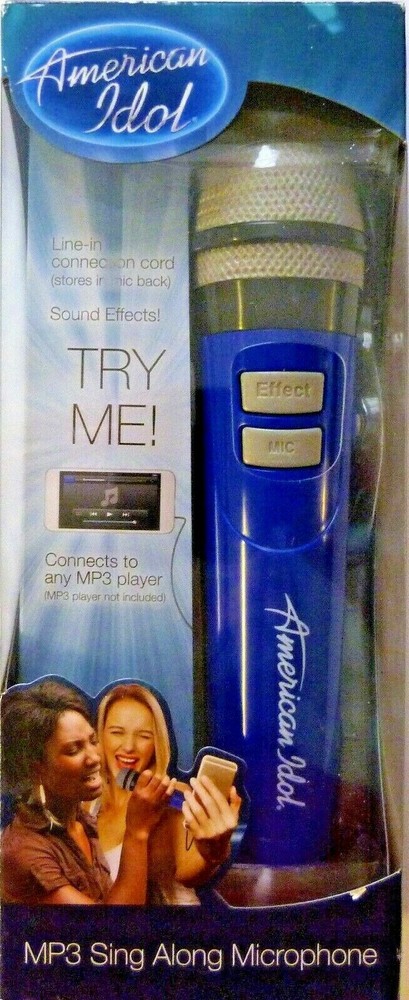 American
Idol
Line-in
connection cord
(stores in mic back)
Sound Effects!
TRY
ME!
Effect
MIC
Connects to
any MP3 player
(MP3 player not included)
American Idol
MP3 Sing Along Microphone